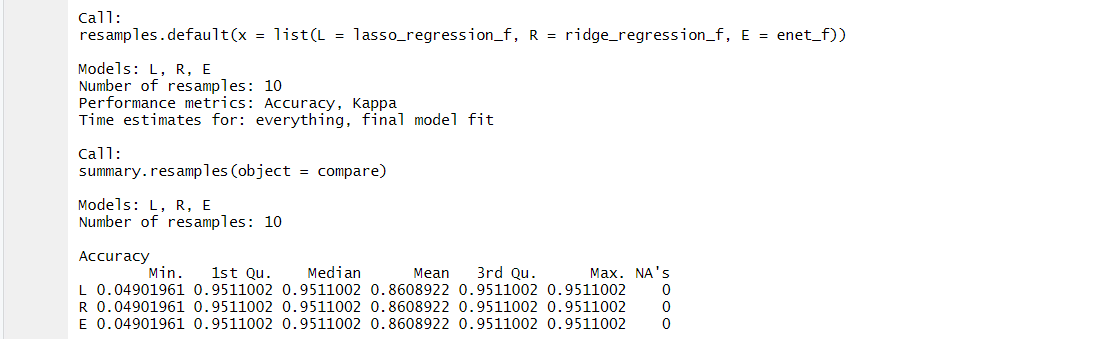 Call:
resamples.default(x = list(L = lasso_regression_f, R = ridge_regression_f, E = enet_f))
Models: L, R, E
Number of resamples: 10
Performance metrics: Accuracy, Kappa
Time estimates for: everything, final model fit
Call:
summary.resamples(object = compare)
Models: L, R, E
Number of resamples: 10
Accuracy
Min. 1st Qu. Median Mean 3rd Qu. Max. NA's
L 0.04901961 0.9511002 0.9511002 0.8608922 0.9511002 0.9511002 0
R 0.04901961 0.9511002 0.9511002 0.8608922 0.9511002 0.9511002 0
E 0.04901961 0.9511002 0.9511002 0.8608922 0.9511002 0.9511002 0